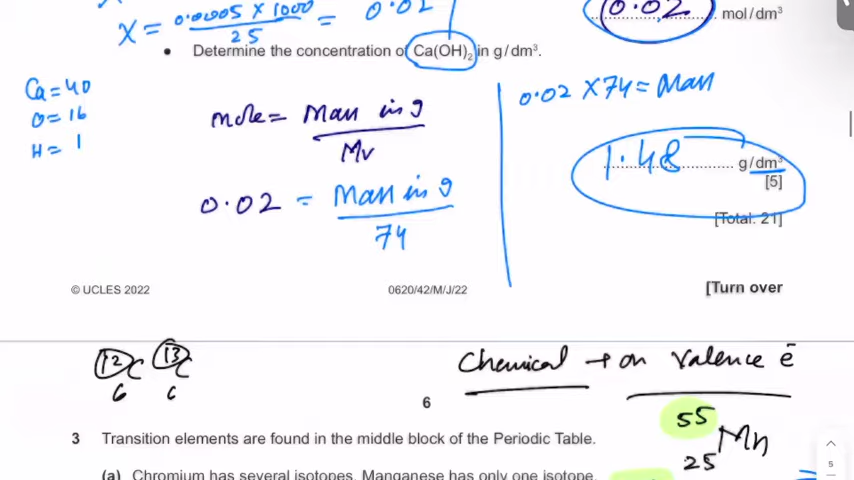 x = 0.0005 × 1000 / 25 = 0.02
0.02 mol/dm³
• Determine the concentration of Ca(OH)₂ in g/dm³.
Ca = 40
O = 16
H = 1
mole = Mass in g / Mr
0.02 = Mass in g / 74
0.02 × 74 = Mass
1.48 g/dm³
[5]
[Total: 21]
© UCLES 2022 0620/42/M/J/22 [Turn over
12 C 6 13 C 6
Chemical → on valence ē
6
55
Mn
25
3 Transition elements are found in the middle block of the Periodic Table.
(a) Chromium has several isotopes. Manganese has only one isotope.
5